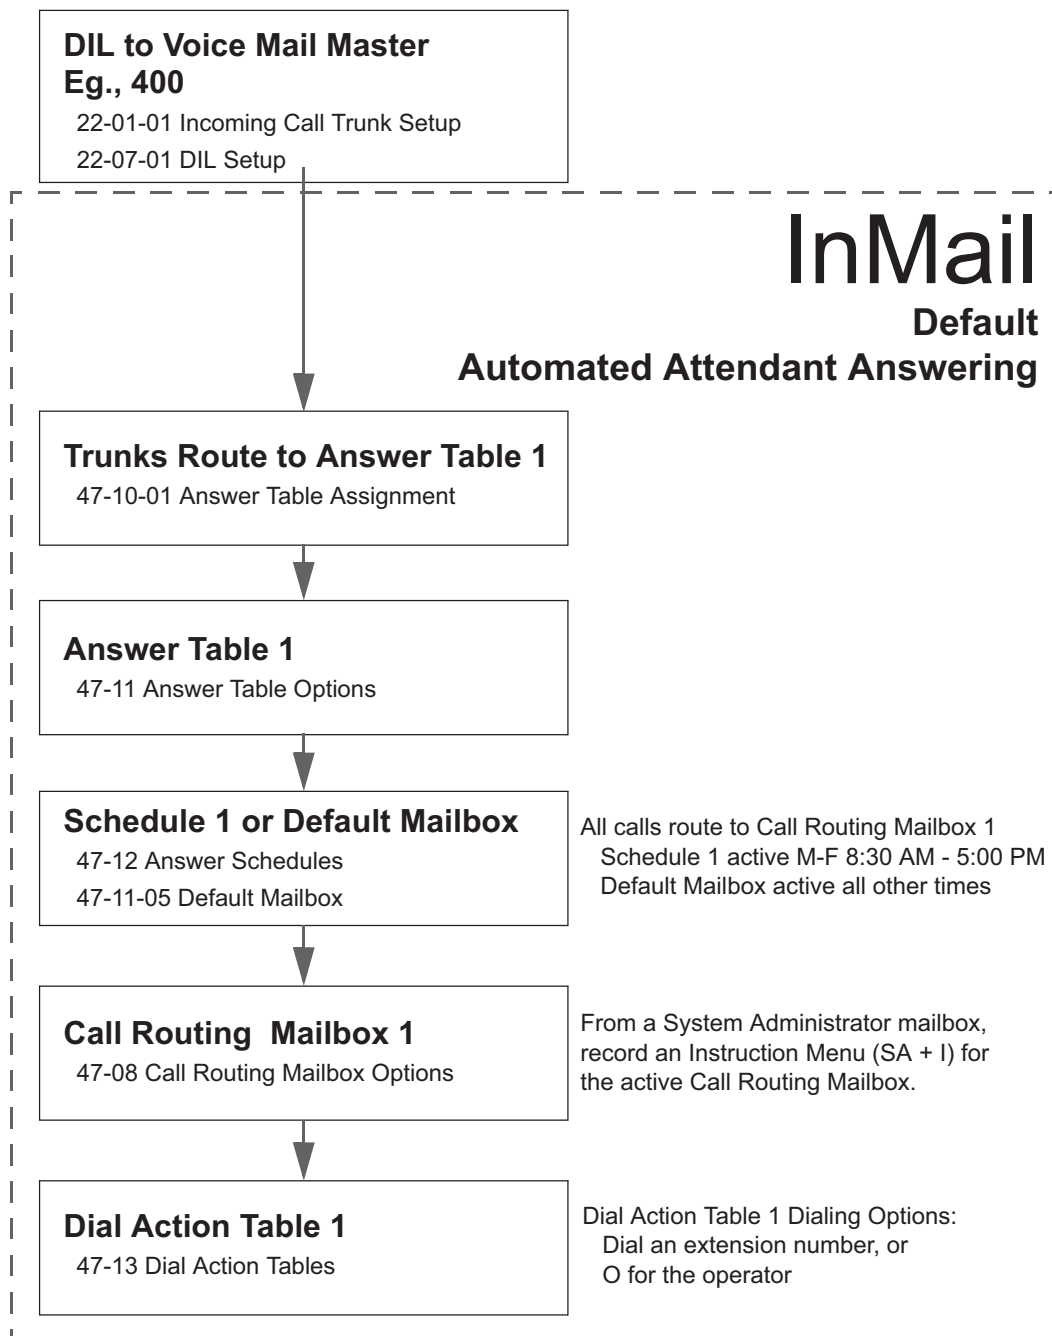 DIL to Voice Mail Master
Eg., 400
22-01-01 Incoming Call Trunk Setup
22-07-01 DIL Setup
InMail
Default
Automated Attendant Answering
Trunks Route to Answer Table 1
47-10-01 Answer Table Assignment
Answer Table 1
47-11 Answer Table Options
Schedule 1 or Default Mailbox
47-12 Answer Schedules
47-11-05 Default Mailbox
All calls route to Call Routing Mailbox 1
Schedule 1 active M-F 8:30 AM - 5:00 PM
Default Mailbox active all other times
Call Routing Mailbox 1
47-08 Call Routing Mailbox Options
From a System Administrator mailbox,
record an Instruction Menu (SA + I) for
the active Call Routing Mailbox.
Dial Action Table 1
47-13 Dial Action Tables
Dial Action Table 1 Dialing Options:
Dial an extension number, or
O for the operator